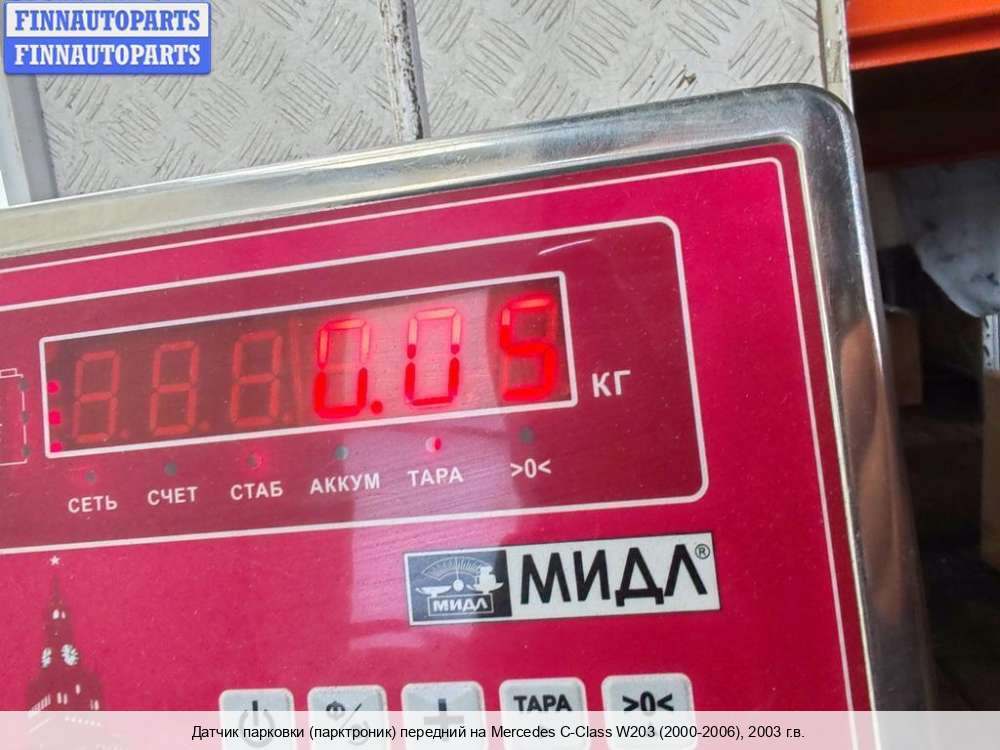 FINNAUTOPARTS
FINNAUTOPARTS
0.05 КГ
СЕТЬ СЧЕТ СТАБ АККУМ ТАРА >0<
МИДЛ МИДЛ®
ТАРА >0<
Датчик парковки (парктроник) передний на Mercedes C-Class W203 (2000-2006), 2003 г.в.